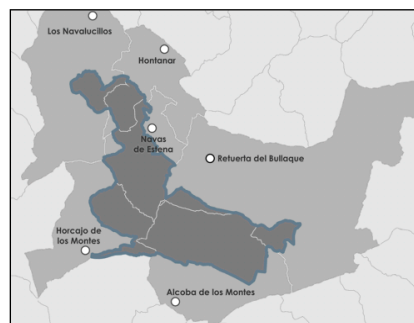 Los Navalucillos
Hontanar
Navas
de Estena
Retuerta del Bullaque
Horcajo de
los Montes
Alcoba de los Montes